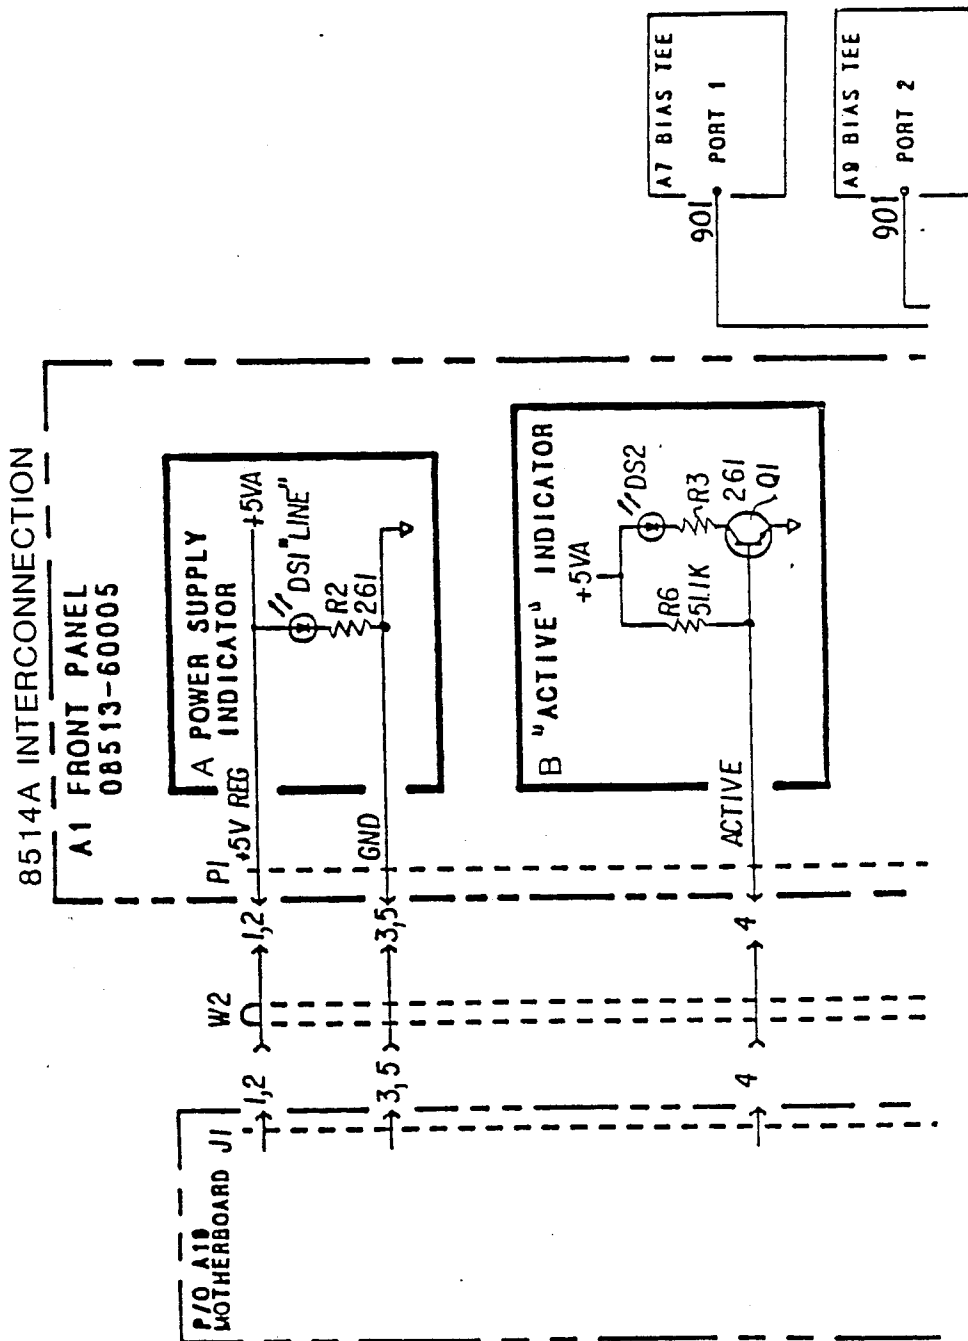 8514A INTERCONNECTION
A1 FRONT PANEL
08513-60005
A POWER SUPPLY
INDICATOR
P1
+5V REG
+5VA
DS1 "LINE"
R2
261
GND
B "ACTIVE" INDICATOR
+5VA
DS2
R6
51.1K
R3
261
Q1
ACTIVE
A7 BIAS TEE
PORT 1
901
A9 BIAS TEE
PORT 2
901
1,2
3,5
4
W2
1,2
3,5
4
P/O
MOTHERBOARD J1